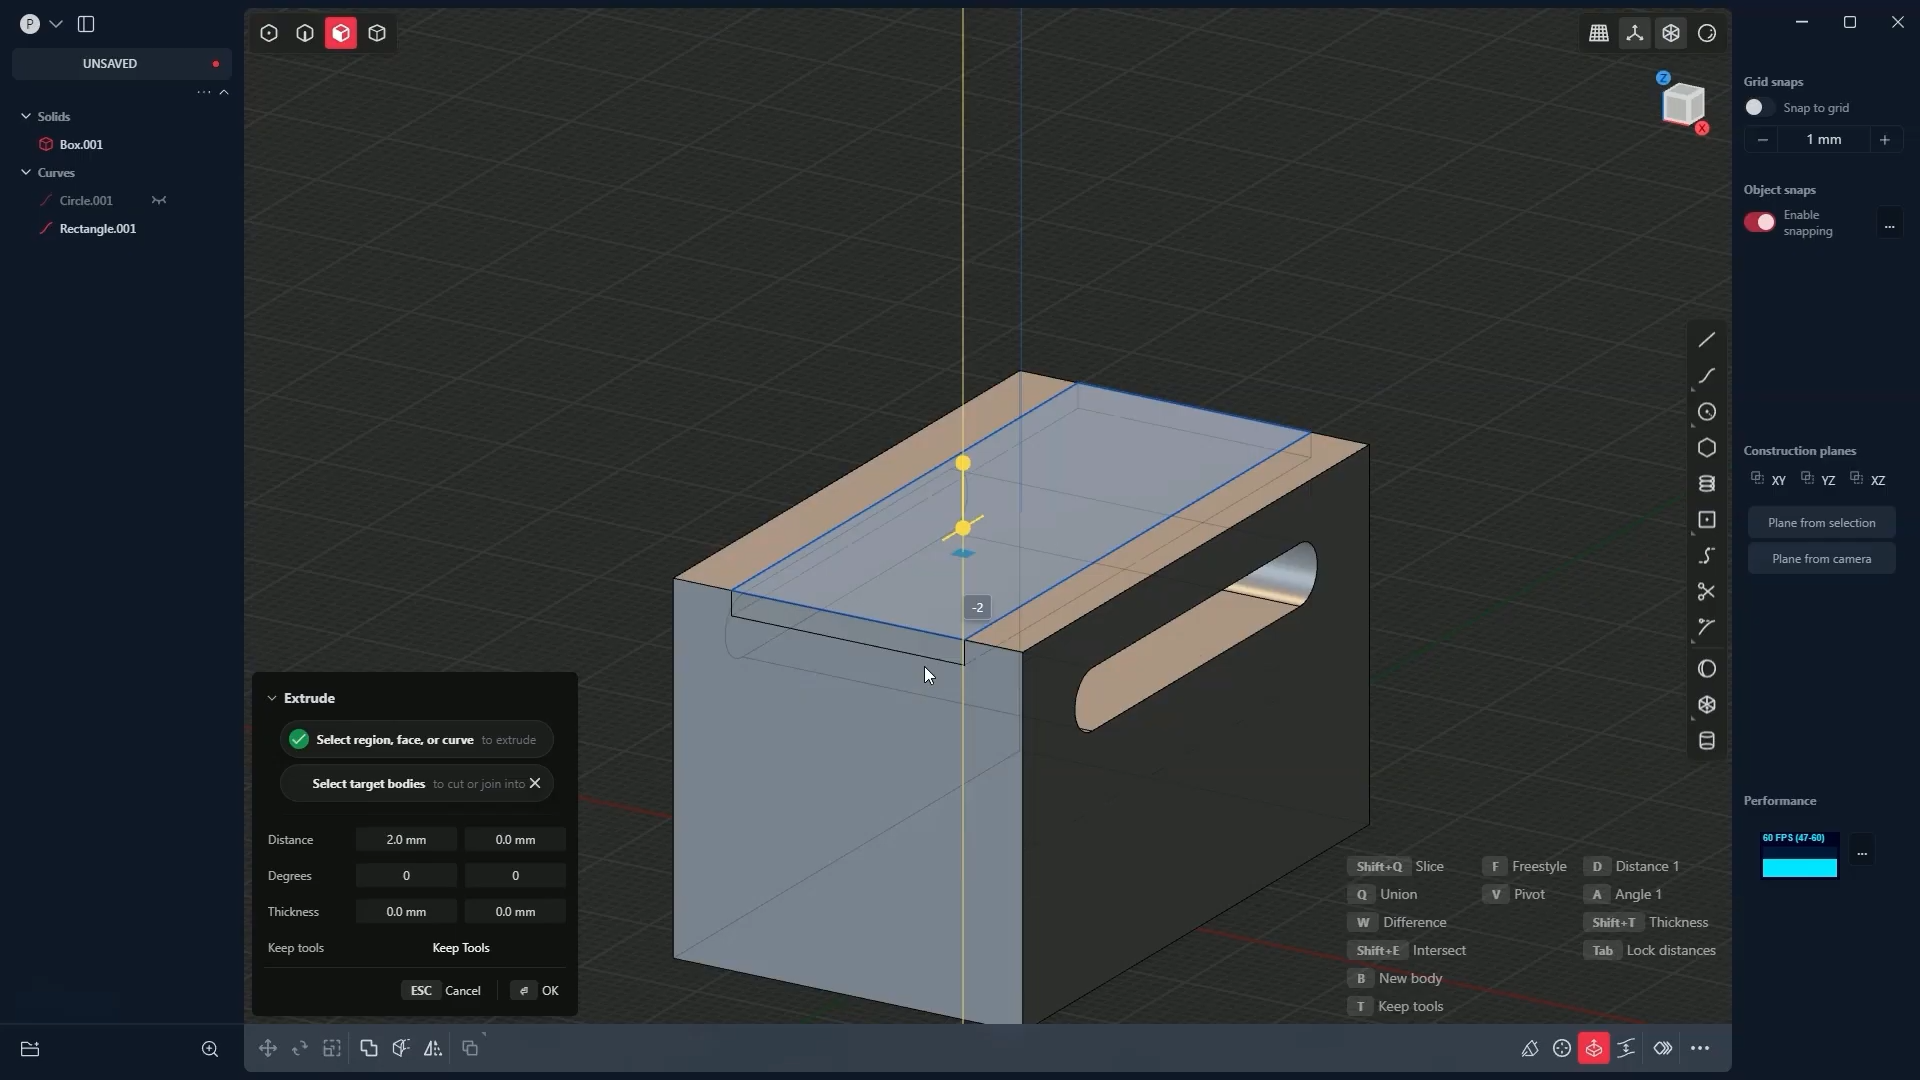 P
UNSAVED
Solids
Box.001
Curves
Circle.001
Rectangle.001
Z
X
Grid snaps
Snap to grid
1 mm
Object snaps
Enable
snapping
...
Construction planes
XY YZ XZ
Plane from selection
Plane from camera
Performance
60 FPS (47-60)
...
-2
Extrude
Select region, face, or curve to extrude
Select target bodies to cut or join into
Distance 2.0 mm 0.0 mm
Degrees 0 0
Thickness 0.0 mm 0.0 mm
Keep tools Keep Tools
ESC Cancel OK
Shift+Q Slice F Freestyle D Distance 1
Q Union V Pivot A Angle 1
W Difference Shift+T Thickness
Shift+E Intersect Tab Lock distances
B New body
T Keep tools